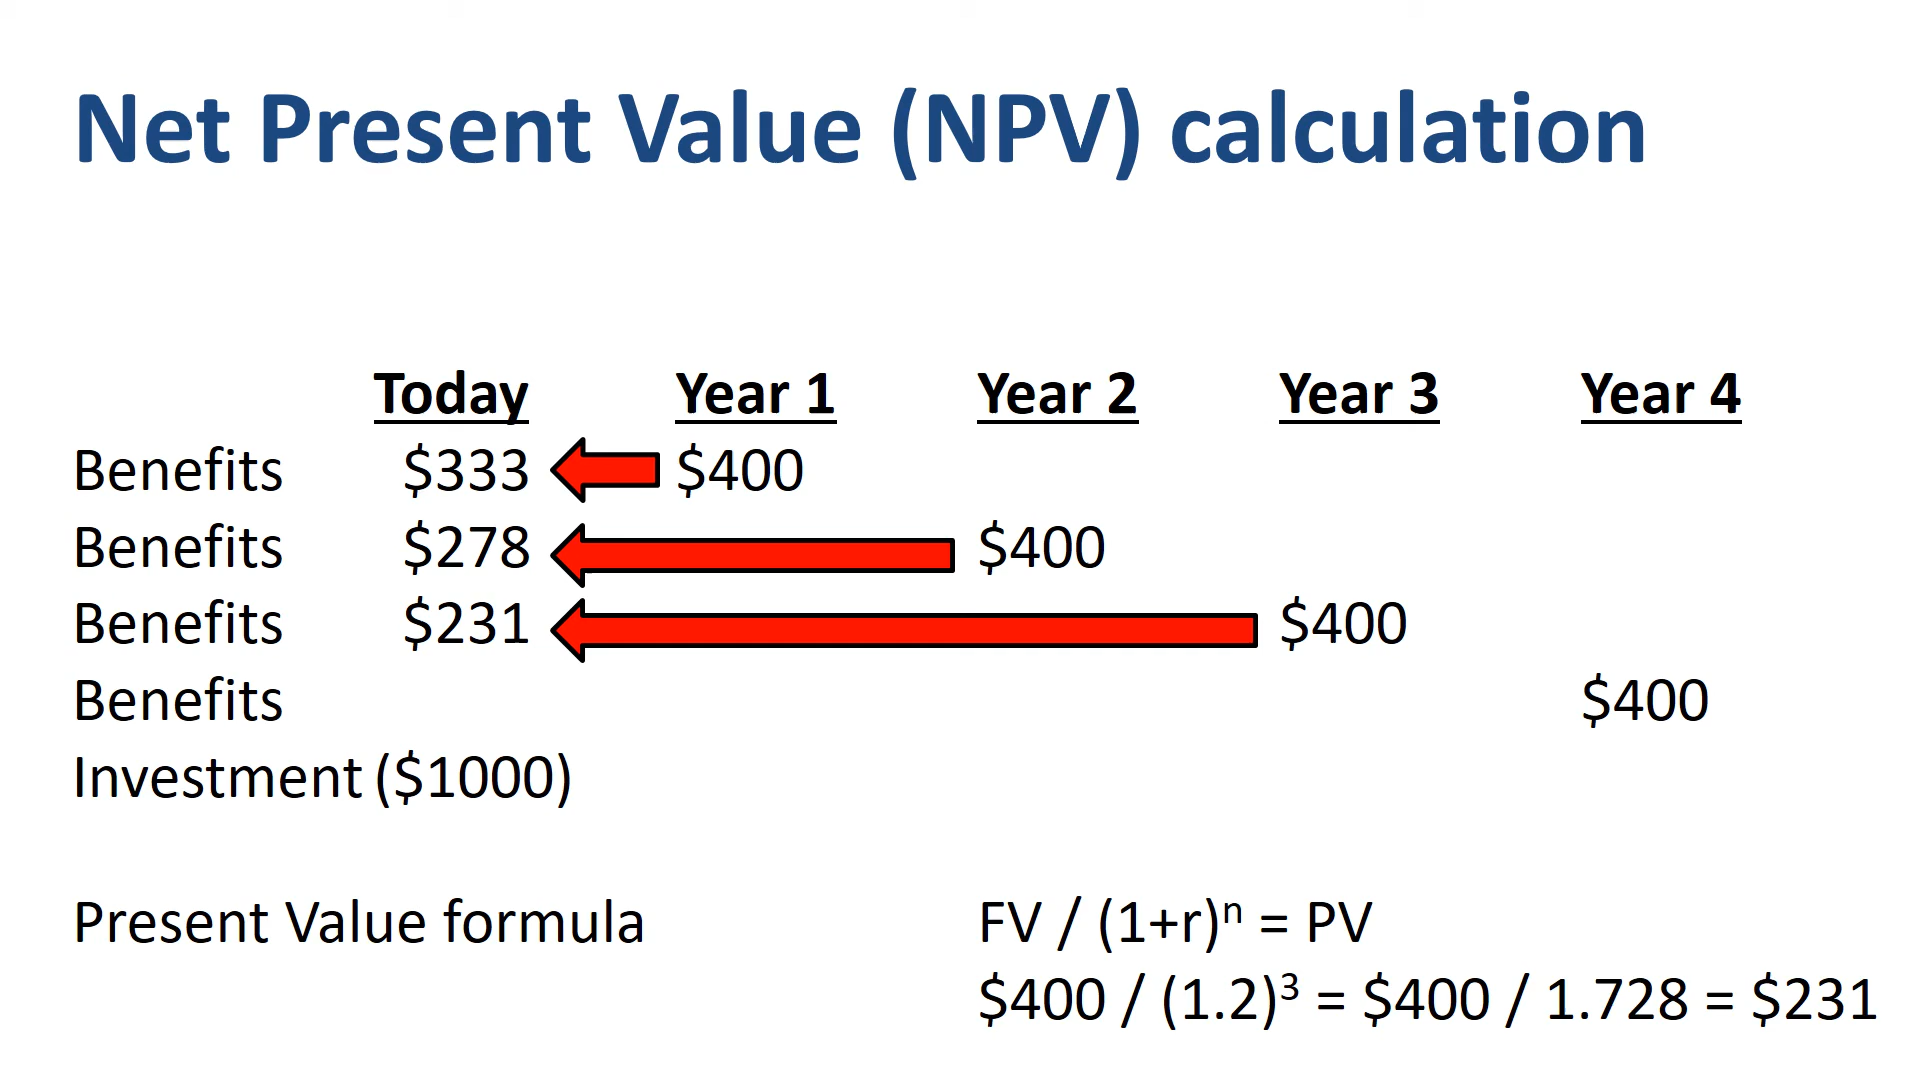 Net Present Value (NPV) calculation
Today Year 1 Year 2 Year 3 Year 4
Benefits $333 $400
Benefits $278 $400
Benefits $231 $400
Benefits $400
Investment ($1000)
Present Value formula FV / (1+r)ⁿ = PV
$400 / (1.2)³ = $400 / 1.728 = $231